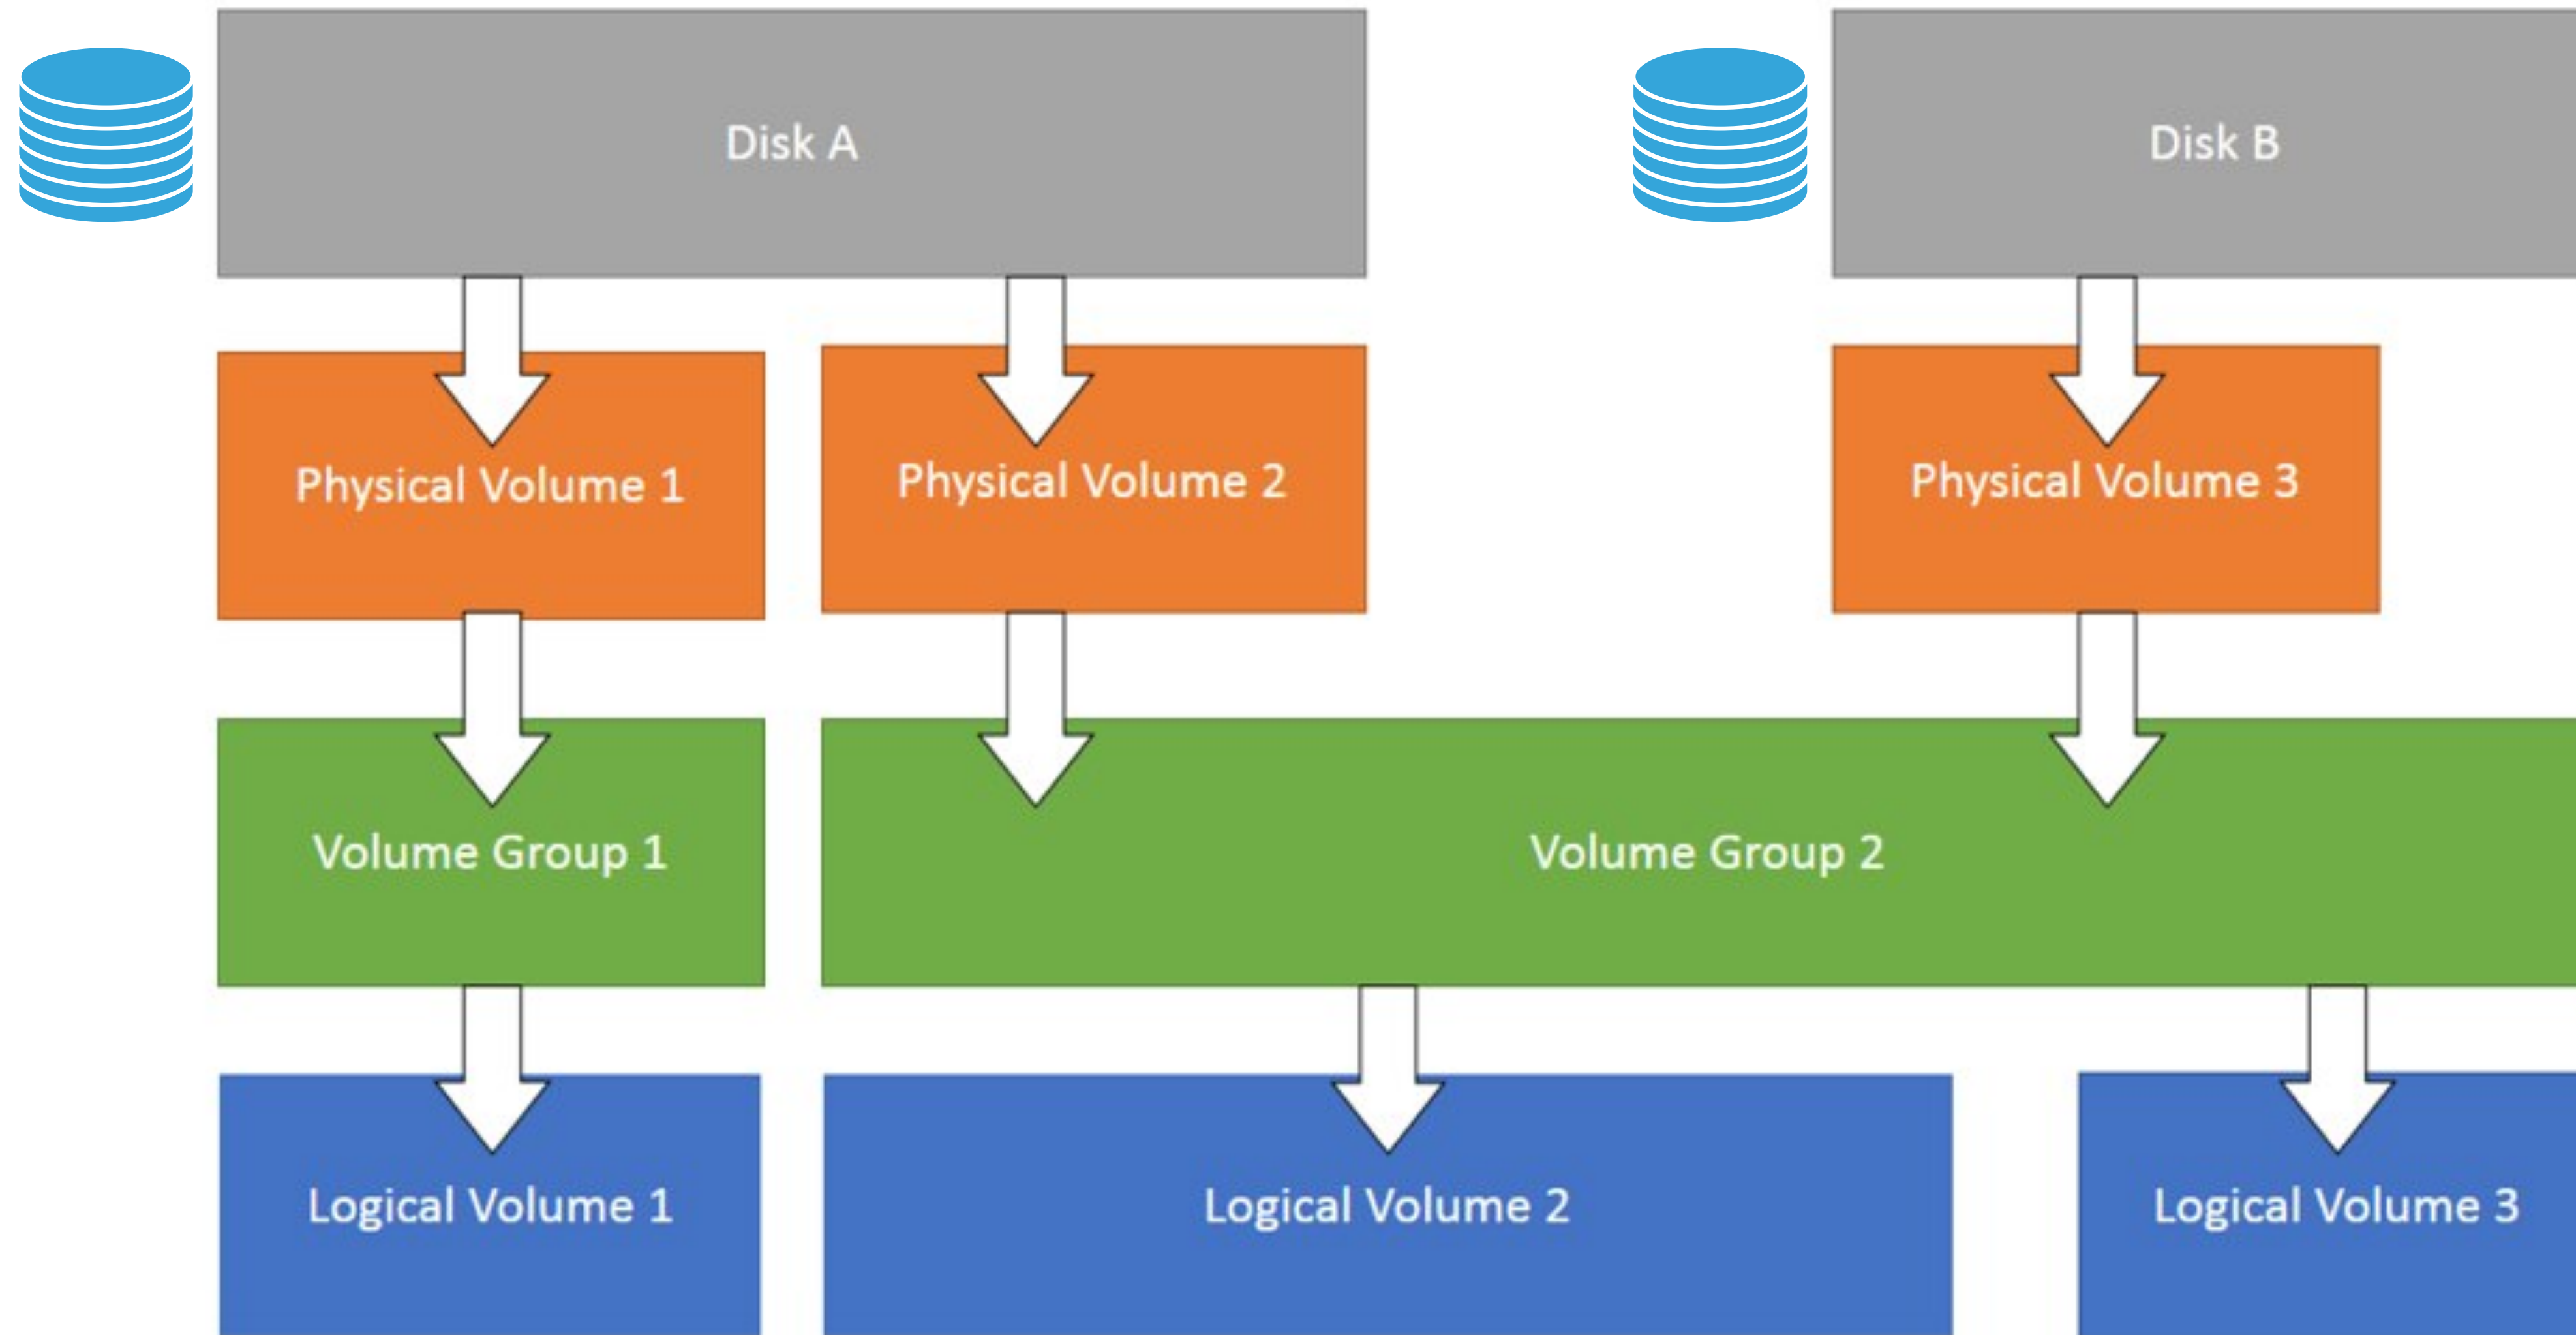 Disk A
Disk B
Physical Volume 1
Physical Volume 2
Physical Volume 3
Volume Group 1
Volume Group 2
Logical Volume 1
Logical Volume 2
Logical Volume 3